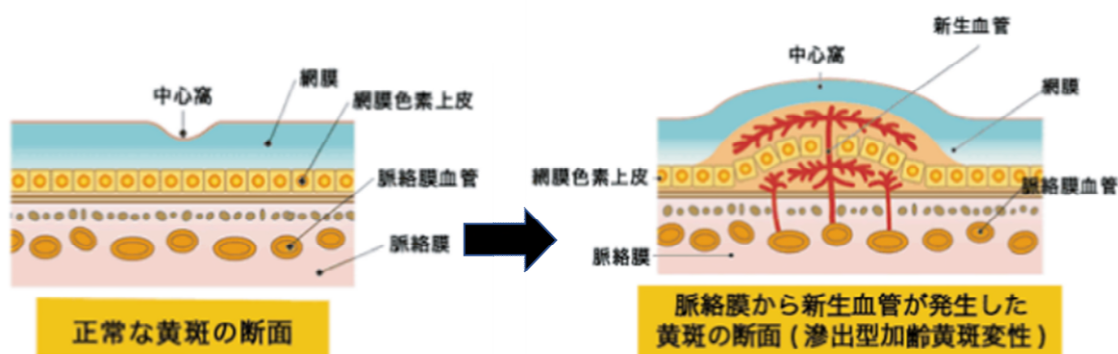 中心窩
網膜
網膜色素上皮
脈絡膜血管
脈絡膜
正常な黄斑の断面
新生血管
中心窩
網膜
網膜色素上皮
脈絡膜血管
脈絡膜
脈絡膜から新生血管が発生した
黄斑の断面(滲出型加齢黄斑変性)